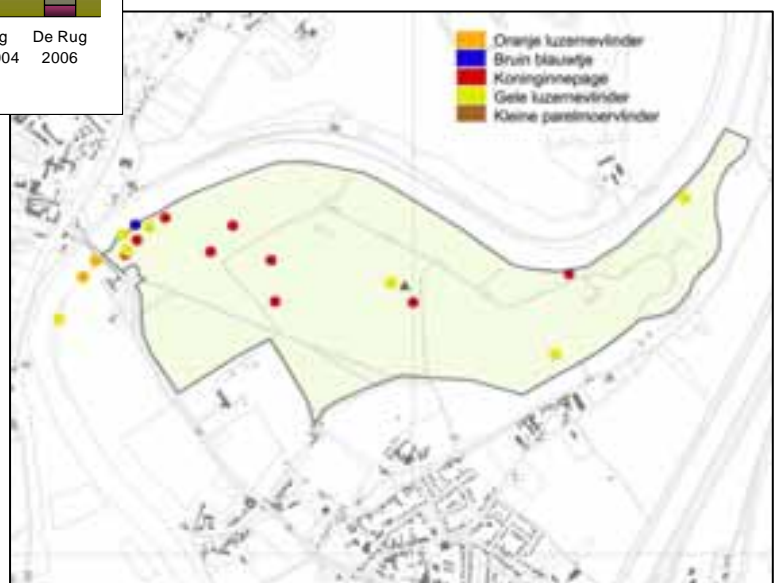 g De Rug
04 2006
Oranje luzernevlinder
Bruin blauwtje
Koninginnepage
Gele luzernevlinder
Kleine parelmoervlinder